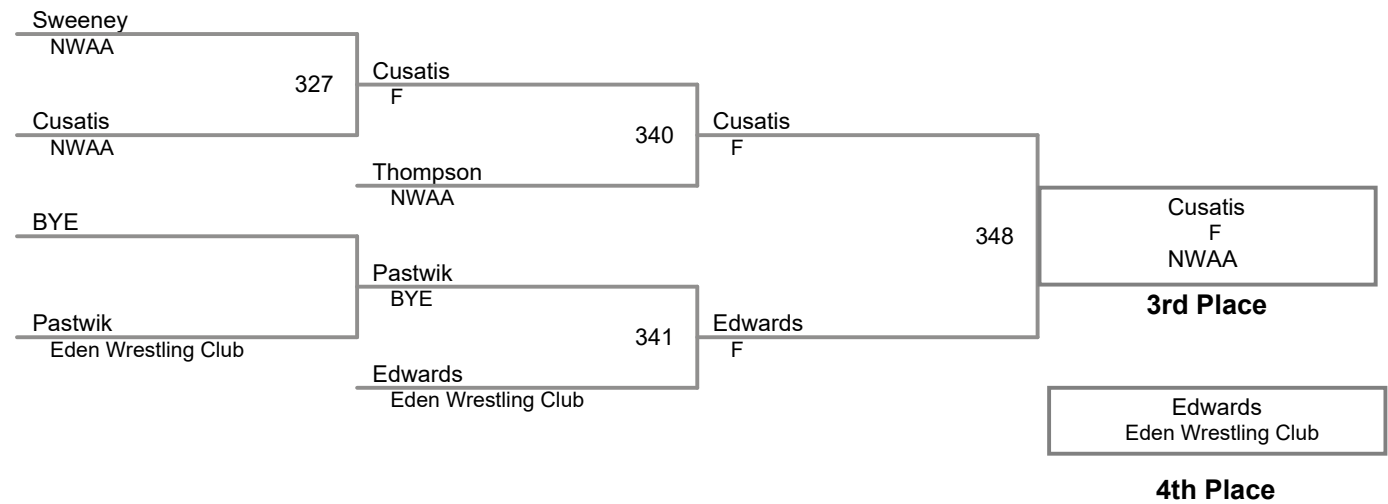 Sweeney
NWAA
327
Cusatis
F
Cusatis
NWAA
340
Cusatis
F
Thompson
NWAA
BYE
348
Cusatis
F
NWAA
3rd Place
Pastwik
BYE
Pastwik
Eden Wrestling Club
341
Edwards
F
Edwards
Eden Wrestling Club
Edwards
Eden Wrestling Club
4th Place